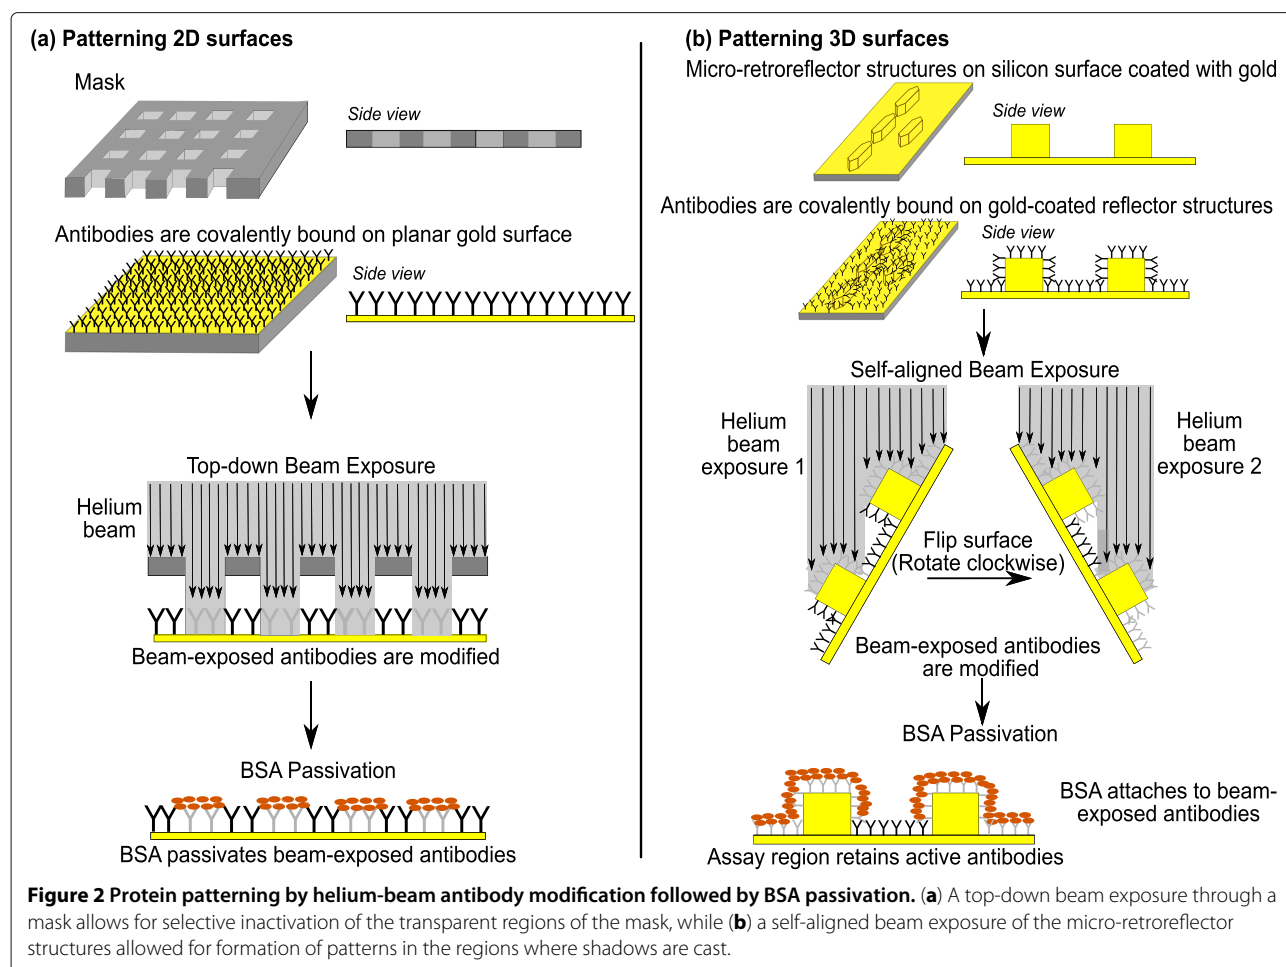 (a) Patterning 2D surfaces
Mask
Side view
Antibodies are covalently bound on planar gold surface
Side view
Top-down Beam Exposure
Helium
beam
Beam-exposed antibodies are modified
BSA Passivation
BSA passivates beam-exposed antibodies
(b) Patterning 3D surfaces
Micro-retroreflector structures on silicon surface coated with gold
Side view
Antibodies are covalently bound on gold-coated reflector structures
Side view
Self-aligned Beam Exposure
Helium
beam
exposure 1
Helium
beam
exposure 2
Flip surface
(Rotate clockwise)
Beam-exposed antibodies
are modified
BSA Passivation
BSA attaches to beam-
exposed antibodies
Assay region retains active antibodies
Figure 2 Protein patterning by helium-beam antibody modification followed by BSA passivation. (a) A top-down beam exposure through a
mask allows for selective inactivation of the transparent regions of the mask, while (b) a self-aligned beam exposure of the micro-retroreflector
structures allowed for formation of patterns in the regions where shadows are cast.